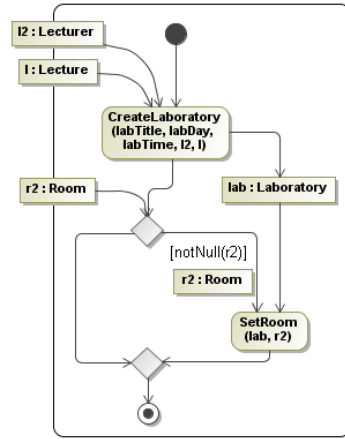 l2 : Lecturer
l : Lecture
CreateLaboratory
(labTitle, labDay,
labTime, l2, l)
r2 : Room
lab : Laboratory
[notNull(r2)]
r2 : Room
SetRoom
(lab, r2)